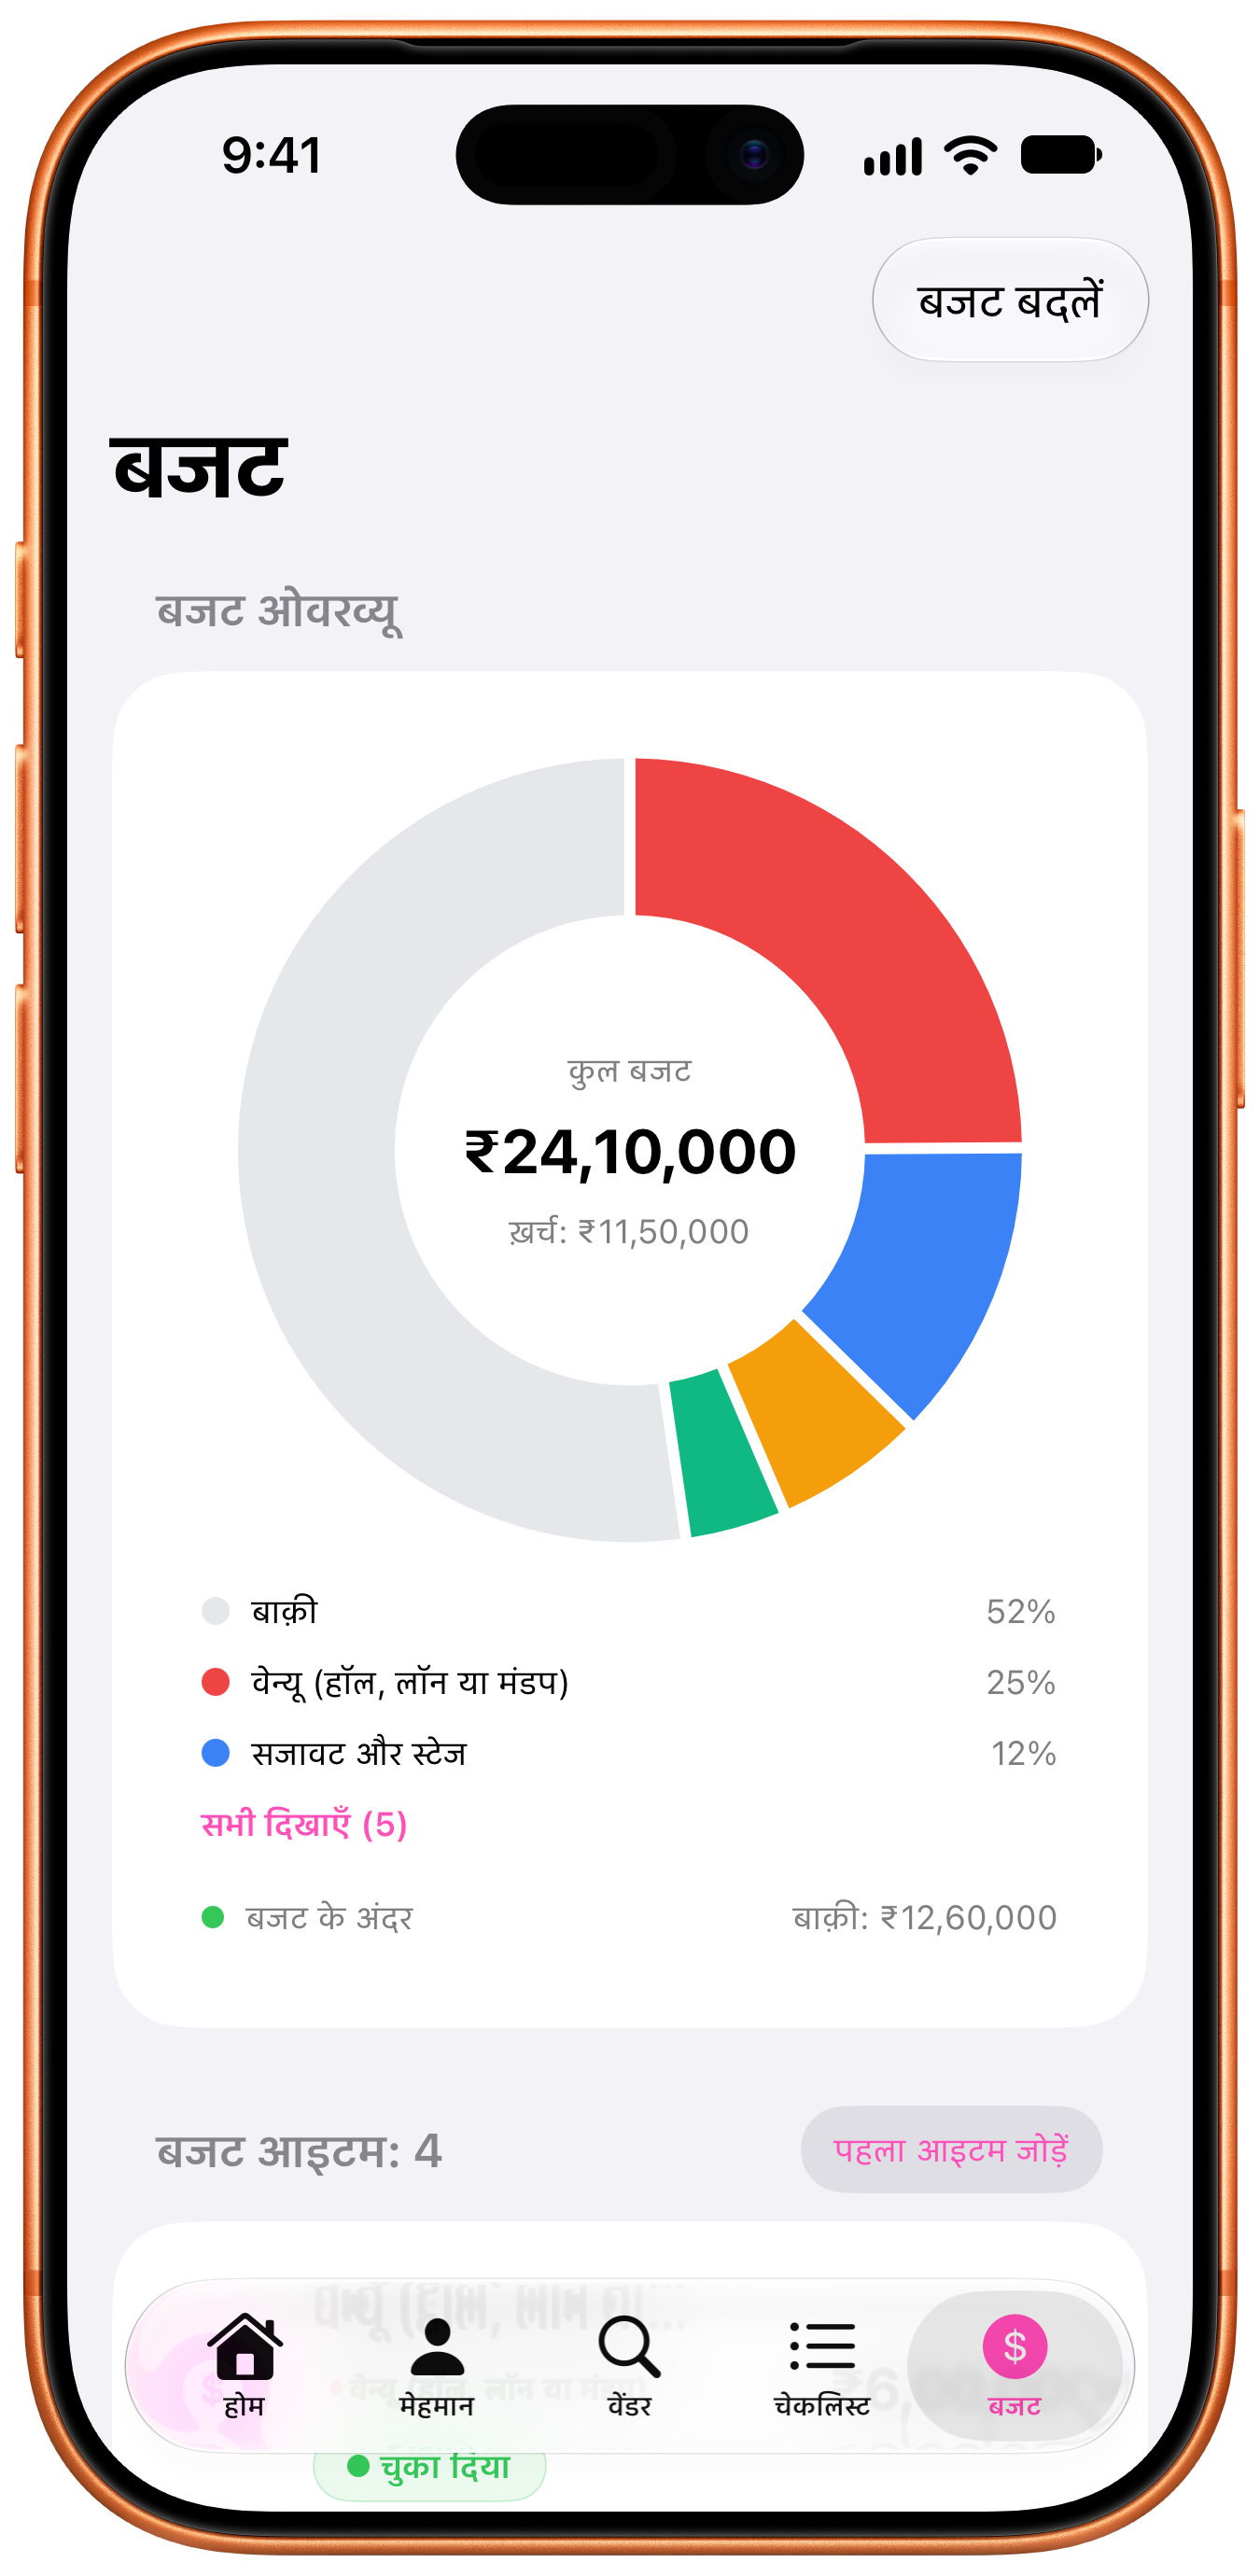 9:41
बजट बदलें
बजट
बजट ओवरव्यू
कुल बजट
₹24,10,000
ख़र्च: ₹11,50,000
बाक़ी 52%
वेन्यू (हॉल, लॉन या मंडप) 25%
सजावट और स्टेज 12%
सभी दिखाएँ (5)
बजट के अंदर बाक़ी: ₹12,60,000
बजट आइटम: 4 पहला आइटम जोड़ें
वेन्यू (हॉल, लॉन या...
वेन्यू (हॉल, लॉन या मंडप)
होम मेहमान वेंडर चेकलिस्ट बजट
चुका दिया